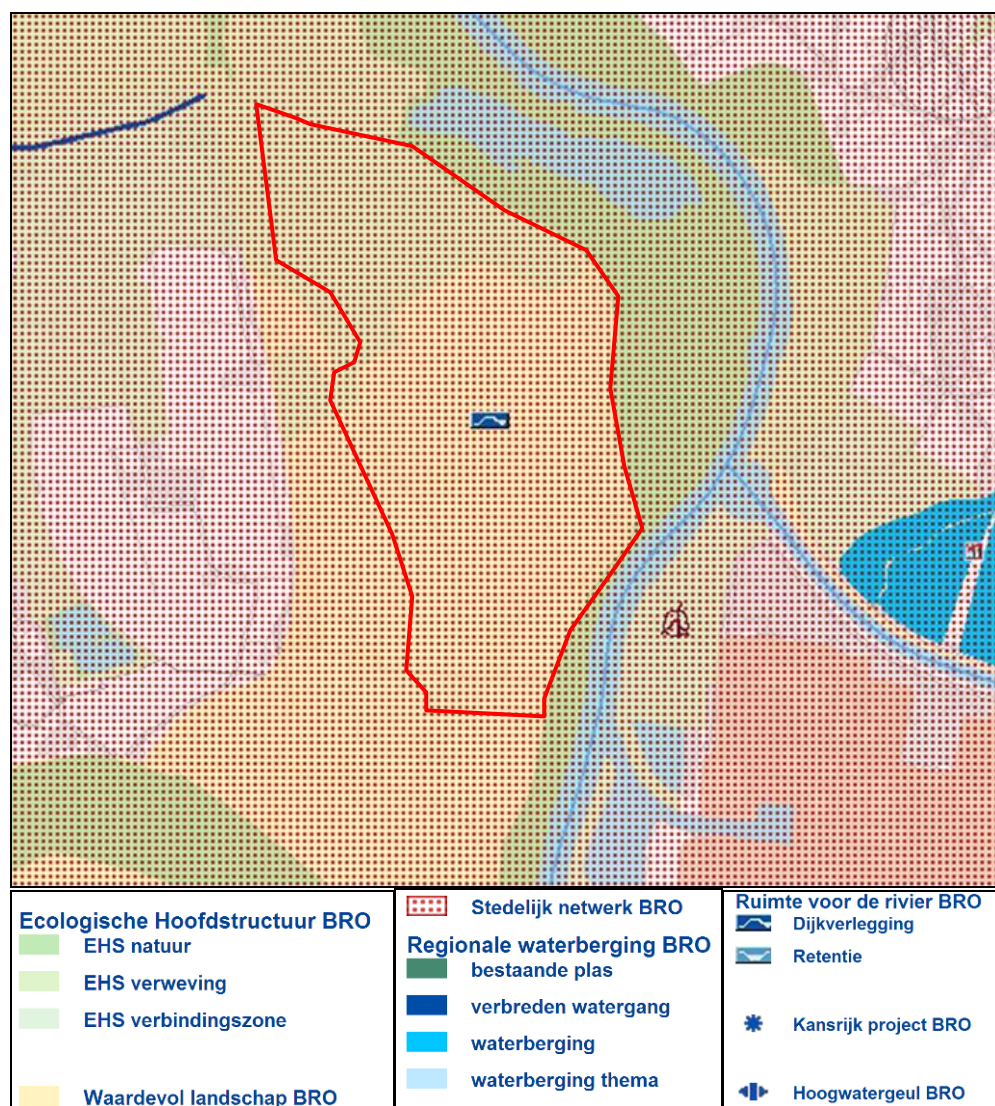 Ecologische Hoofdstructuur BRO
EHS natuur
EHS verweving
EHS verbindingszone
Waardevol landschap BRO
Stedelijk netwerk BRO
Regionale waterberging BRO
bestaande plas
verbreden watergang
waterberging
waterberging thema
Ruimte voor de rivier BRO
Dijkverlegging
Retentie
Kansrijk project BRO
Hoogwatergeul BRO